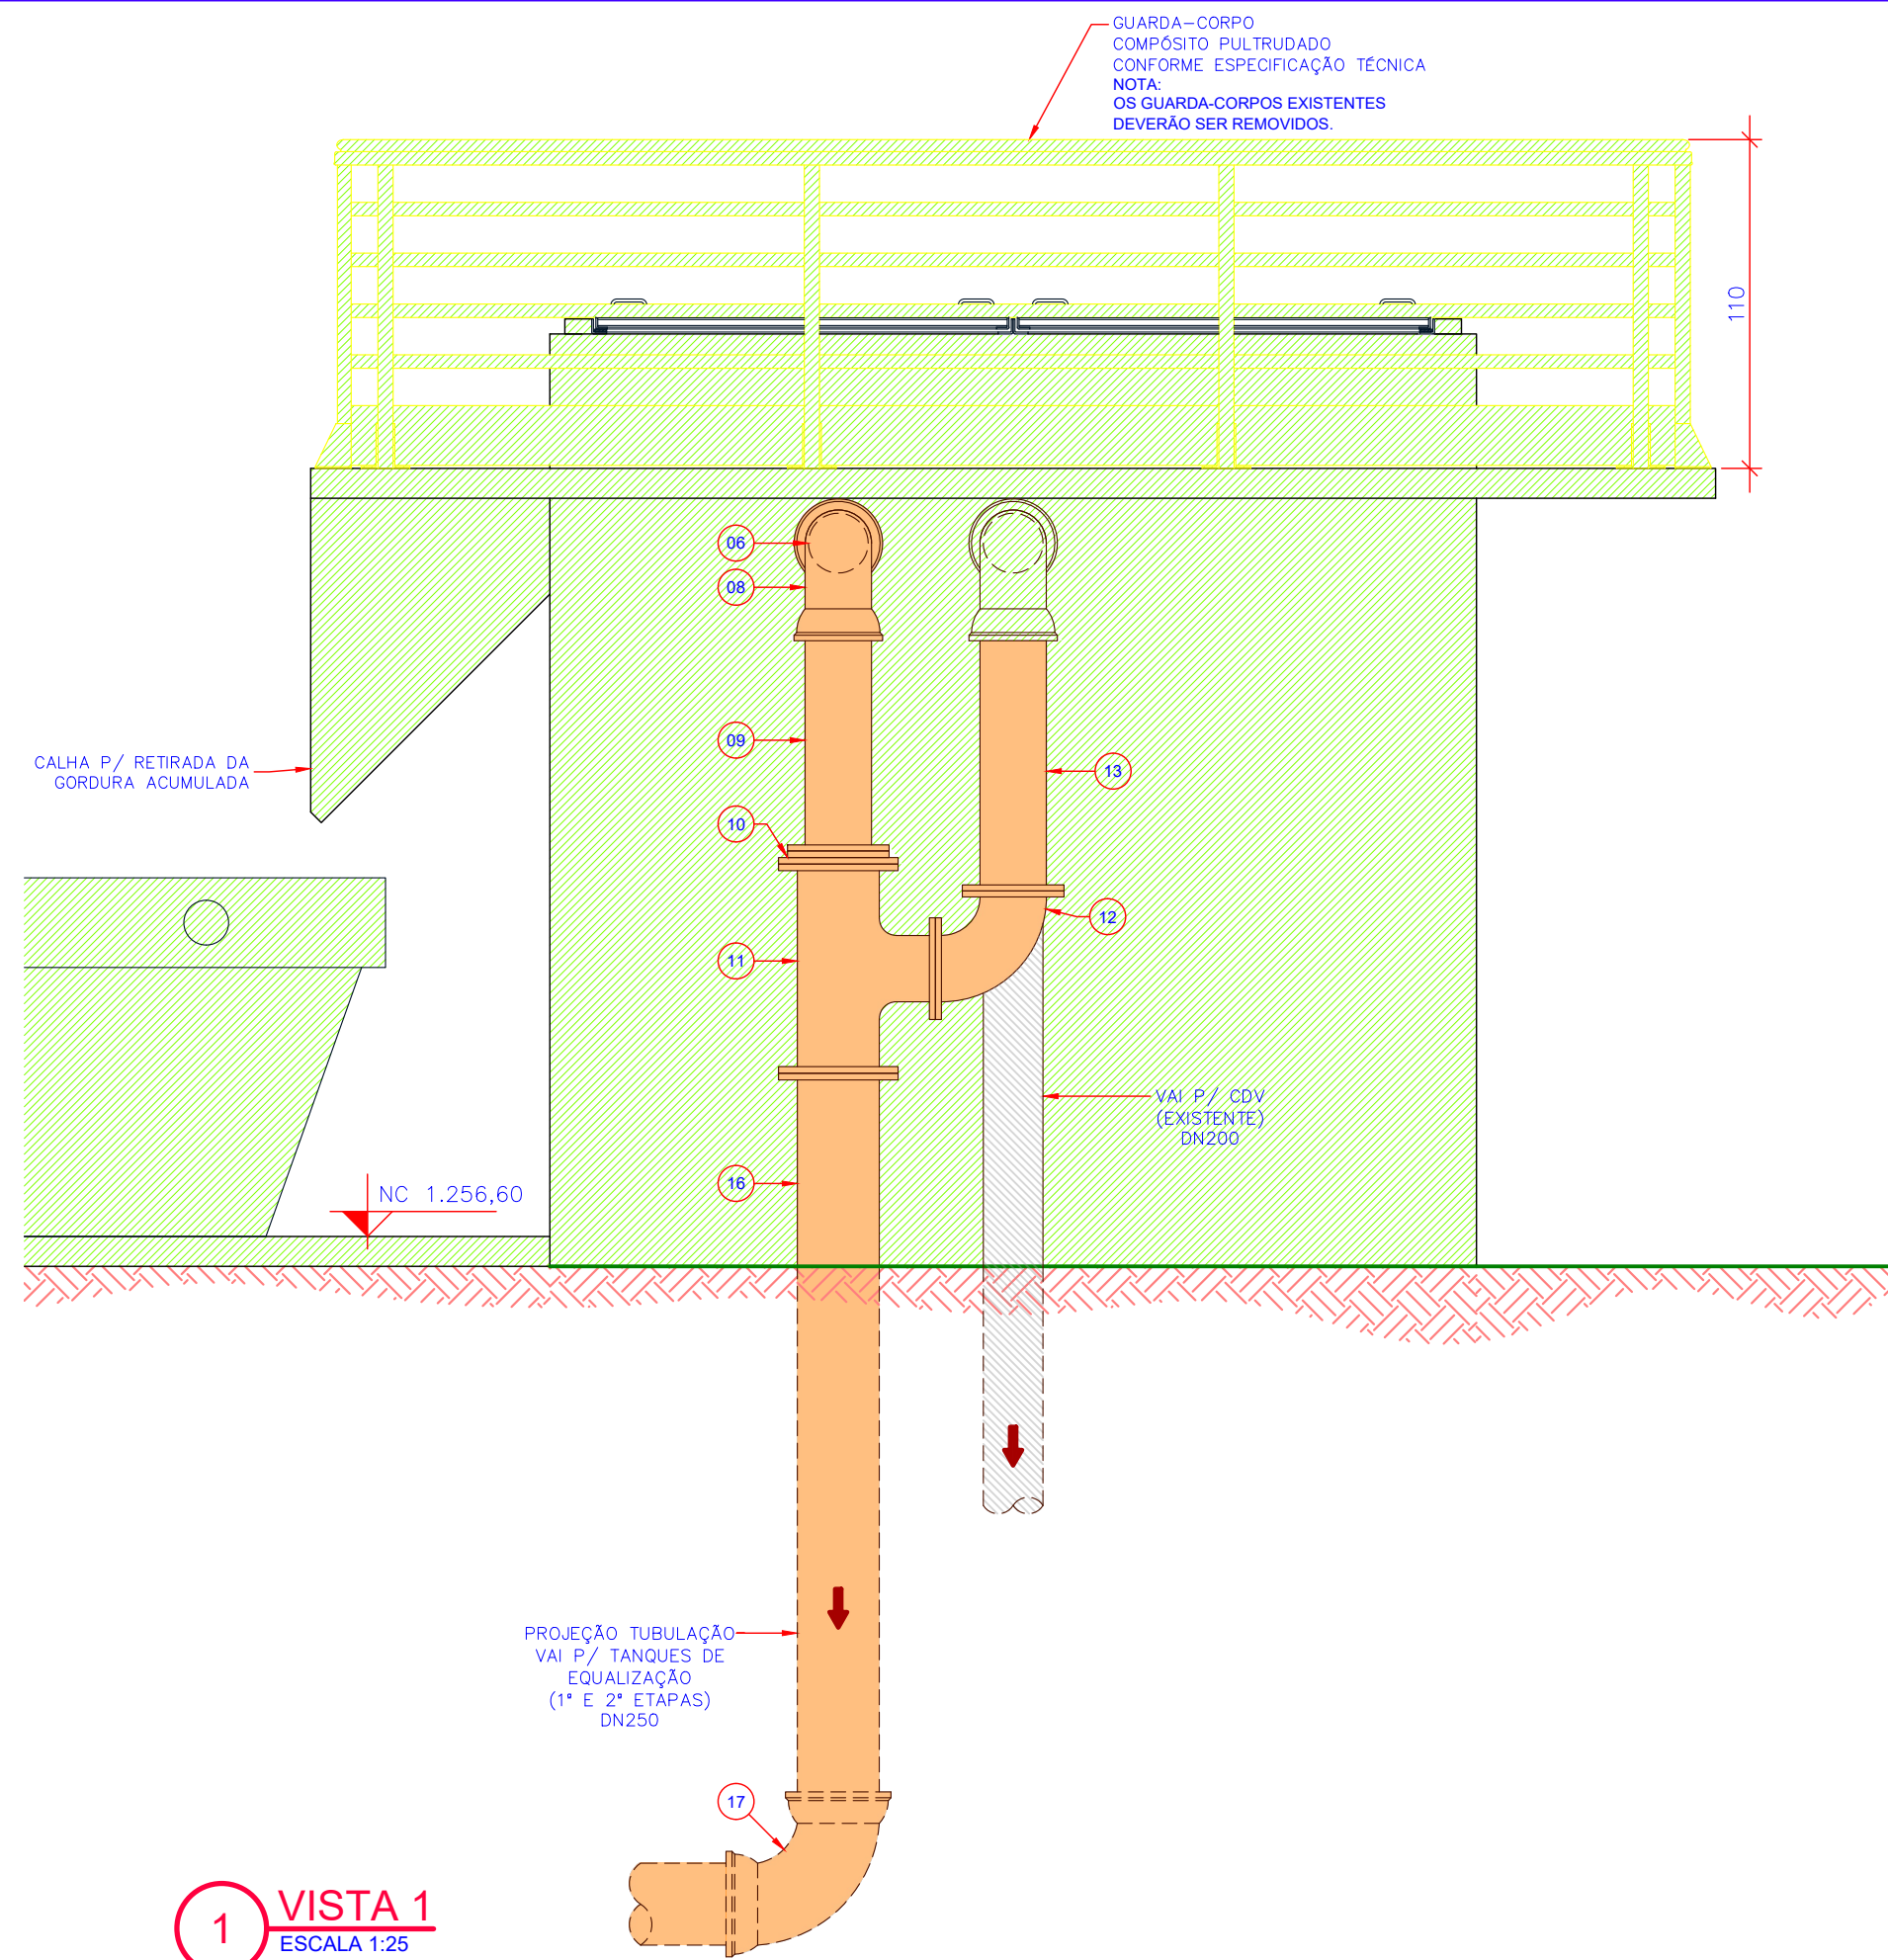 GUARDA-CORPO
COMPÓSITO PULTRUDADO
CONFORME ESPECIFICAÇÃO TÉCNICA
NOTA:
OS GUARDA-CORPOS EXISTENTES
DEVERÃO SER REMOVIDOS.
110
06
08
09
13
CALHA P/ RETIRADA DA
GORDURA ACUMULADA
10
12
11
VAI P/ CDV
(EXISTENTE)
DN200
16
NC 1.256,60
PROJEÇÃO TUBULAÇÃO
VAI P/ TANQUES DE
EQUALIZAÇÃO
(1ª E 2ª ETAPAS)
DN250
17
1 VISTA 1
ESCALA 1:25